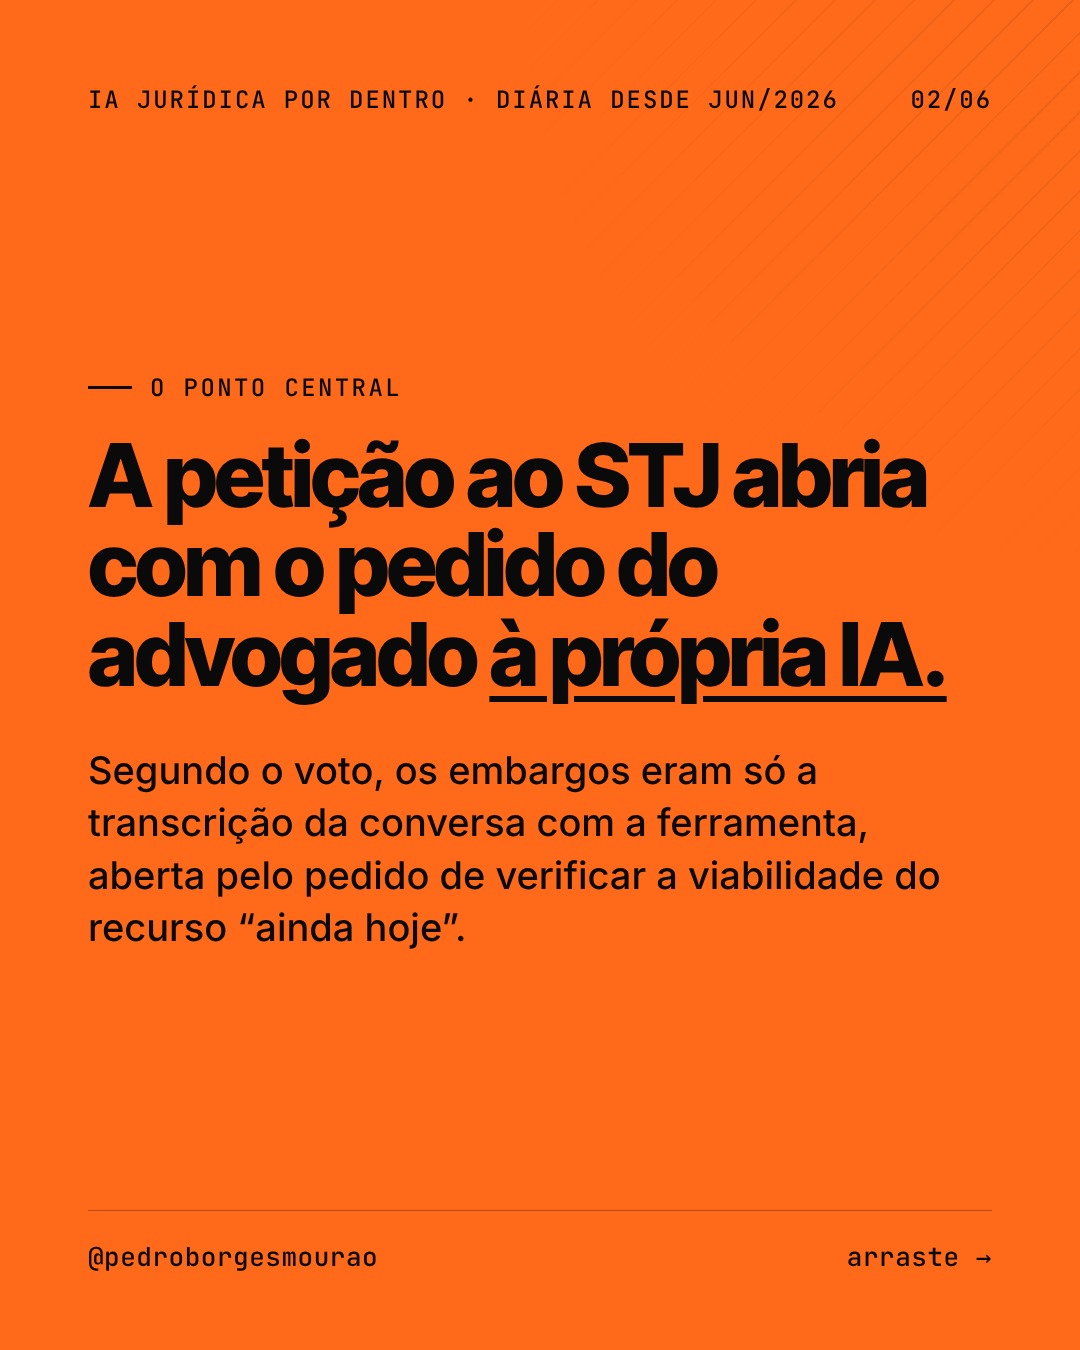 IA JURÍDICA POR DENTRO · DIÁRIA DESDE JUN/2026 02/06
O PONTO CENTRAL
A petição ao STJ abria
com o pedido do
advogado à própria IA.
Segundo o voto, os embargos eram só a
transcrição da conversa com a ferramenta,
aberta pelo pedido de verificar a viabilidade do
recurso “ainda hoje”.
@pedroborgesmourao arraste →